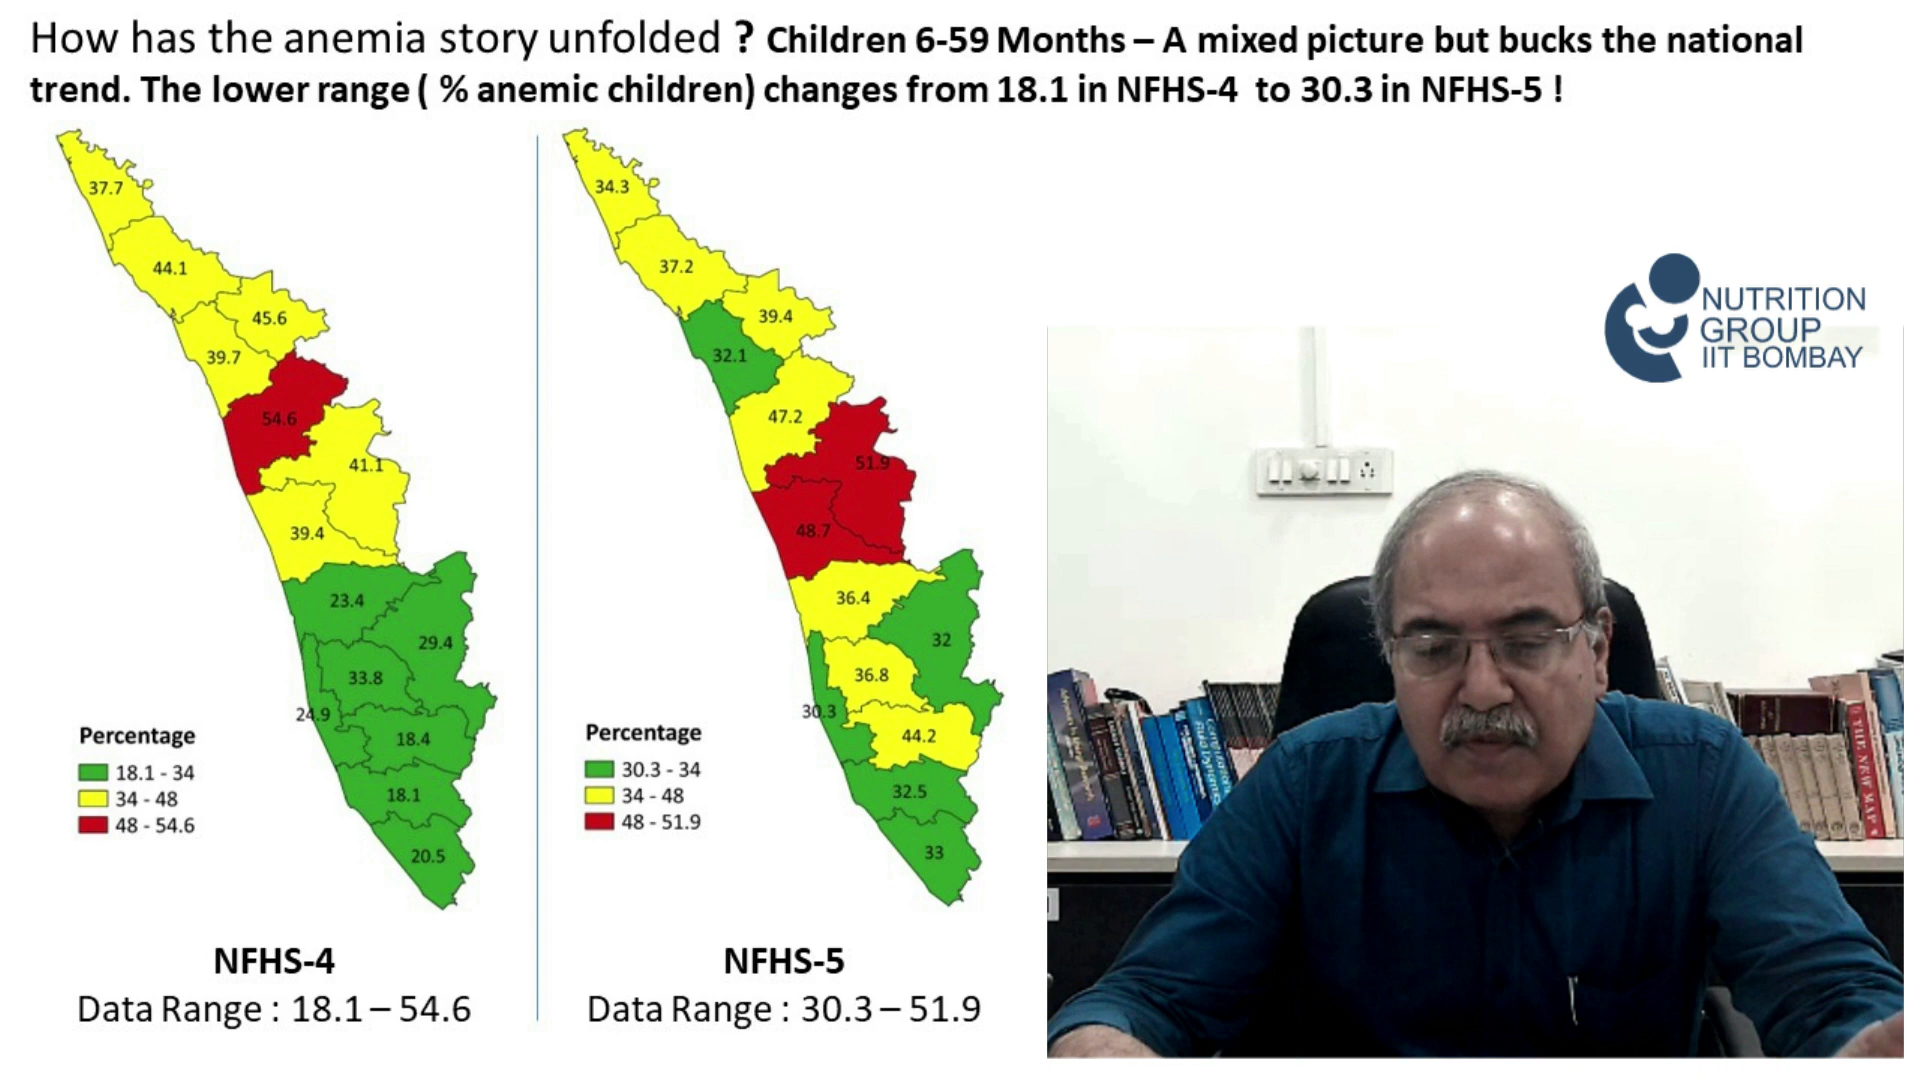 How has the anemia story unfolded ? Children 6-59 Months – A mixed picture but bucks the national
trend. The lower range ( % anemic children) changes from 18.1 in NFHS-4 to 30.3 in NFHS-5 !
37.7
44.1
45.6
39.7
54.6
41.1
39.4
23.4
29.4
33.8
24.9
18.4
18.1
20.5
Percentage
18.1 - 34
34 - 48
48 - 54.6
NFHS-4
Data Range : 18.1 – 54.6
34.3
37.2
39.4
32.1
47.2
51.9
48.7
36.4
32
36.8
30.3
44.2
32.5
33
Percentage
30.3 - 34
34 - 48
48 - 51.9
NFHS-5
Data Range : 30.3 – 51.9
NUTRITION
GROUP
IIT BOMBAY
THE NEW MAP